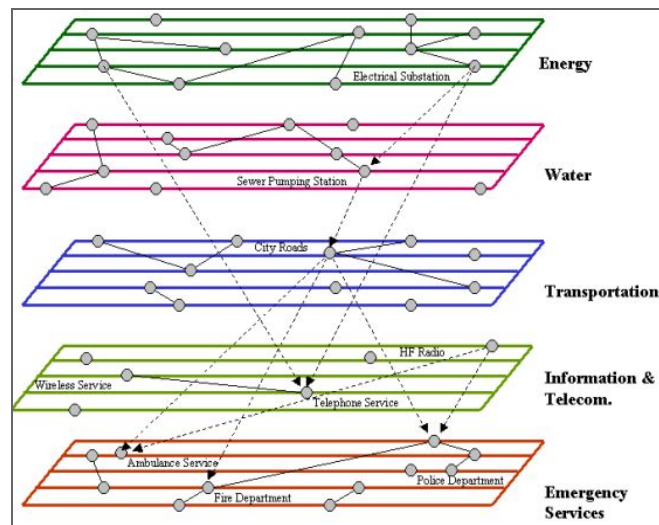 Electrical Substation
Energy
Sewer Pumping Station
Water
City Roads
Transportation
HF Radio
Wireless Service
Telephone Service
Information &
Telecom.
Ambulance Service
Police Department
Fire Department
Emergency
Services